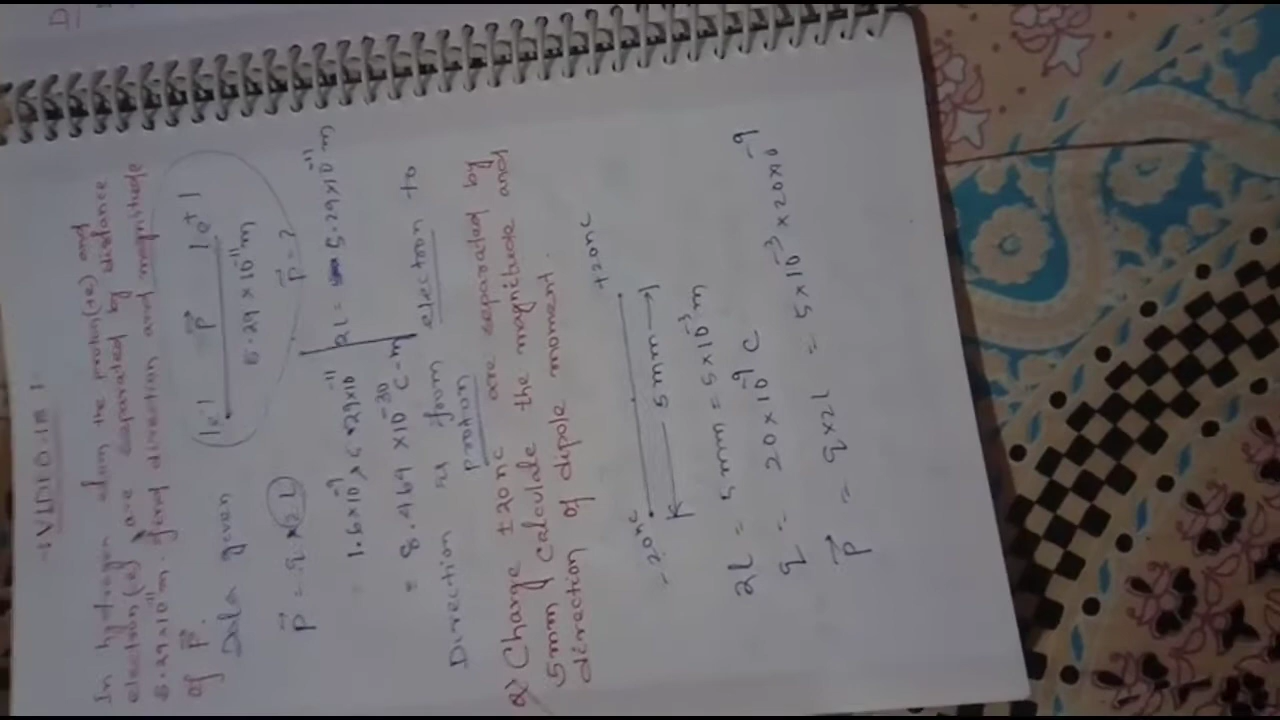 In hydrogen atom the proton(+e) and
electron(e) are separated by distance
5.29×10⁻¹¹m. find direction and magnitude
of P⃗.
Data given
|e⁻| P⃗ |e⁺|
5.29 × 10⁻¹¹m
P⃗ = q × 2L P⃗ = ?
2L = 5.29×10⁻¹¹ m
= 1.6×10⁻¹⁹ × 5.29×10⁻¹¹
= 8.464 × 10⁻³⁰ C-m
Direction is from electron to
proton
Q) Charge ±20nc are separated by
5mm calculate the magnitude and
direction of dipole moment.
-20nc +20nc
5mm
2L = 5mm = 5×10⁻³m
q = 20×10⁻⁹ C
P⃗ = q×2L = 5×10⁻³ × 20×10⁻⁹